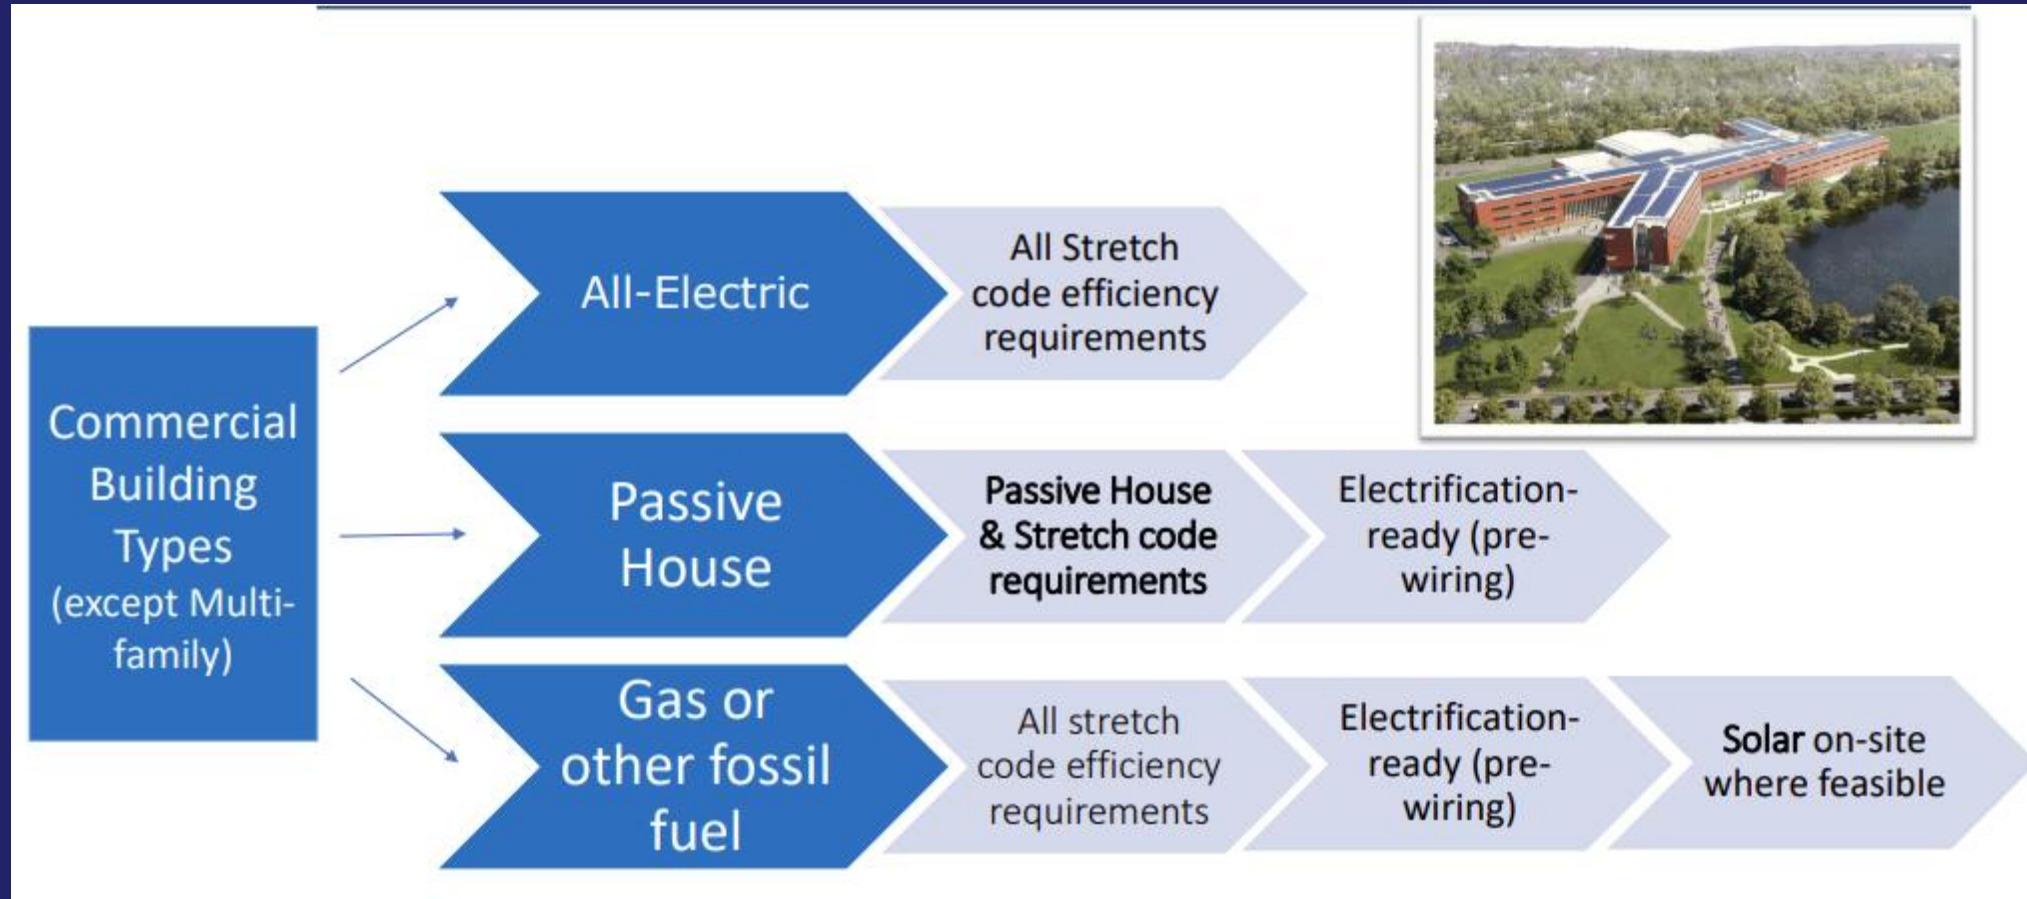 Commercial
Building
Types
(except Multi-
family)
All-Electric
All Stretch
code efficiency
requirements
Passive
House
Passive House
& Stretch code
requirements
Electrification-
ready (pre-
wiring)
Gas or
other fossil
fuel
All stretch
code efficiency
requirements
Electrification-
ready (pre-
wiring)
Solar on-site
where feasible